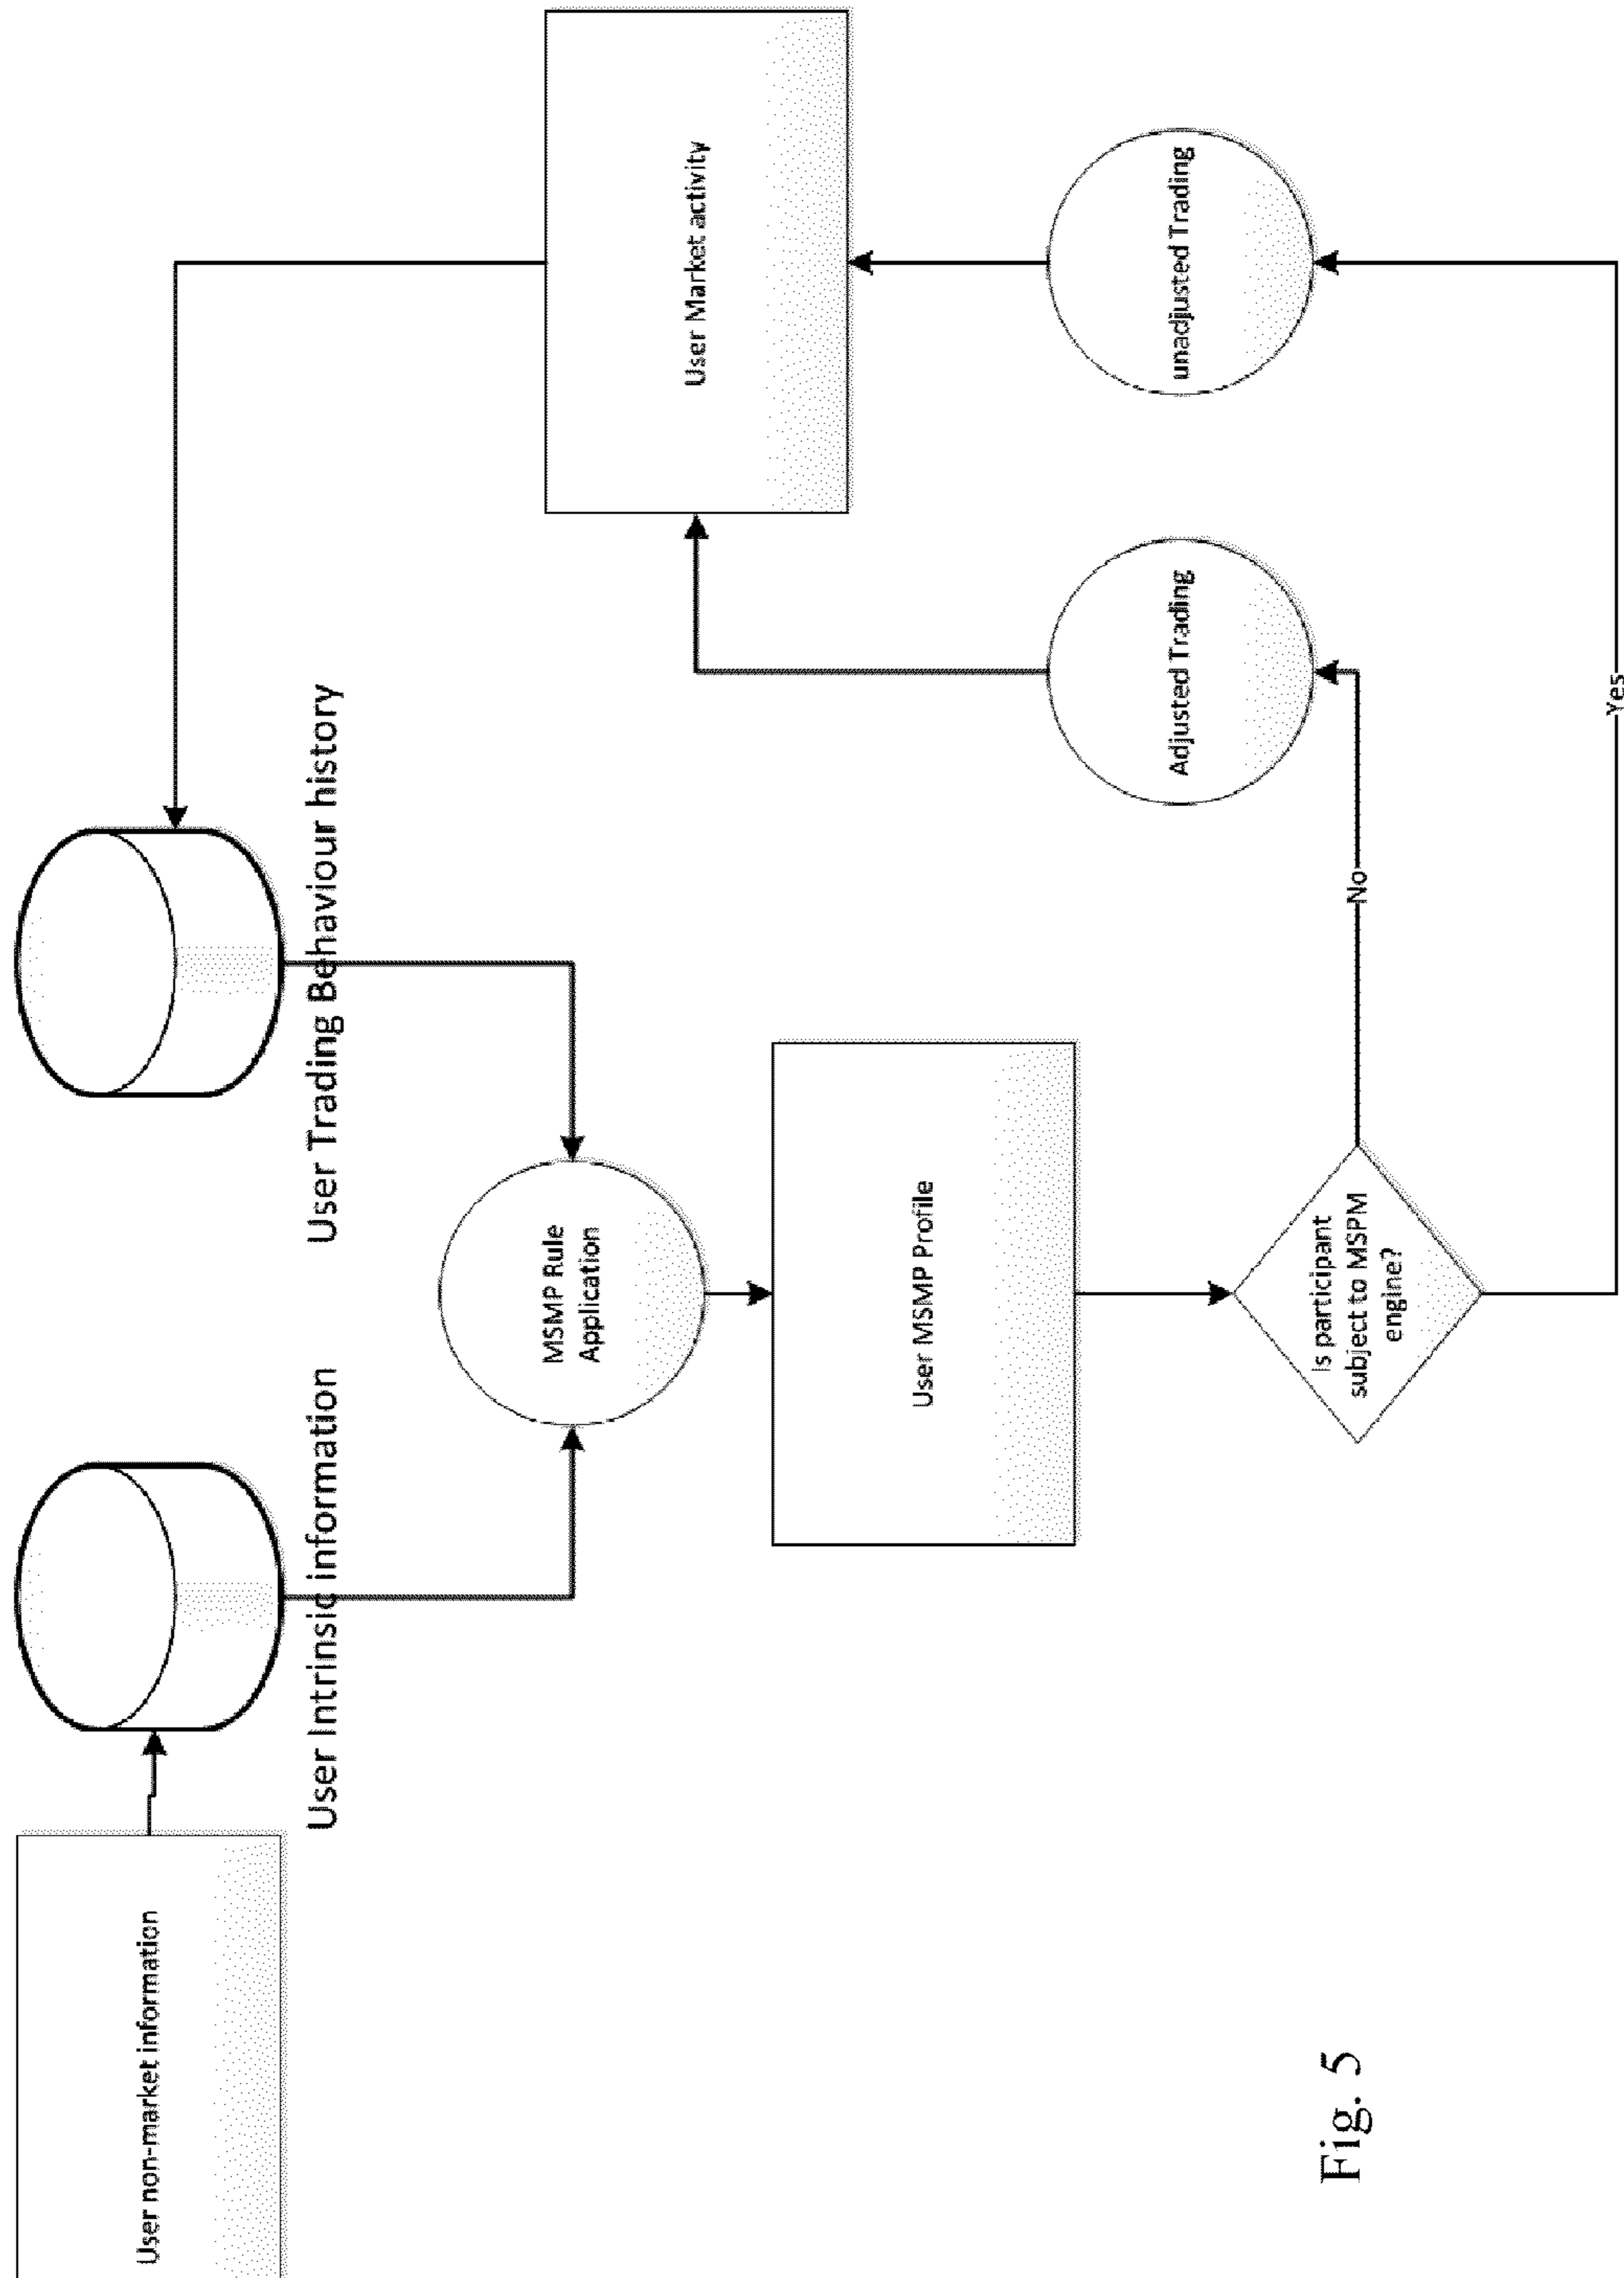 User non-market information
User Intrinsic information
User Trading Behaviour history
MSMP Rule
Application
User Market activity
User MSMP Profile
Adjusted Trading
unadjusted Trading
Is participant
subject to MSPM
engine?
No
Yes
Fig. 5